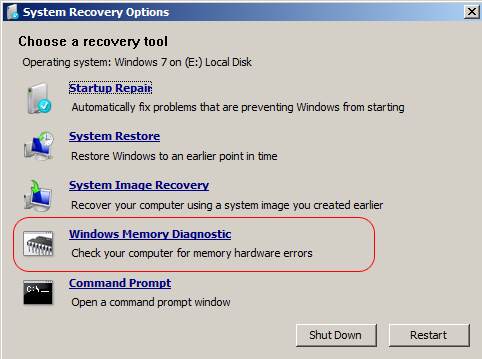 System Recovery Options
Choose a recovery tool
Operating system: Windows 7 on (E:) Local Disk
Startup Repair
Automatically fix problems that are preventing Windows from starting
System Restore
Restore Windows to an earlier point in time
System Image Recovery
Recover your computer using a system image you created earlier
Windows Memory Diagnostic
Check your computer for memory hardware errors
C:\_
Command Prompt
Open a command prompt window
Shut Down Restart